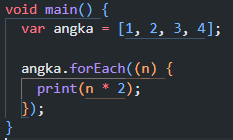 void main() {
  var angka = [1, 2, 3, 4];

  angka.forEach((n) {
    print(n * 2);
  });
}